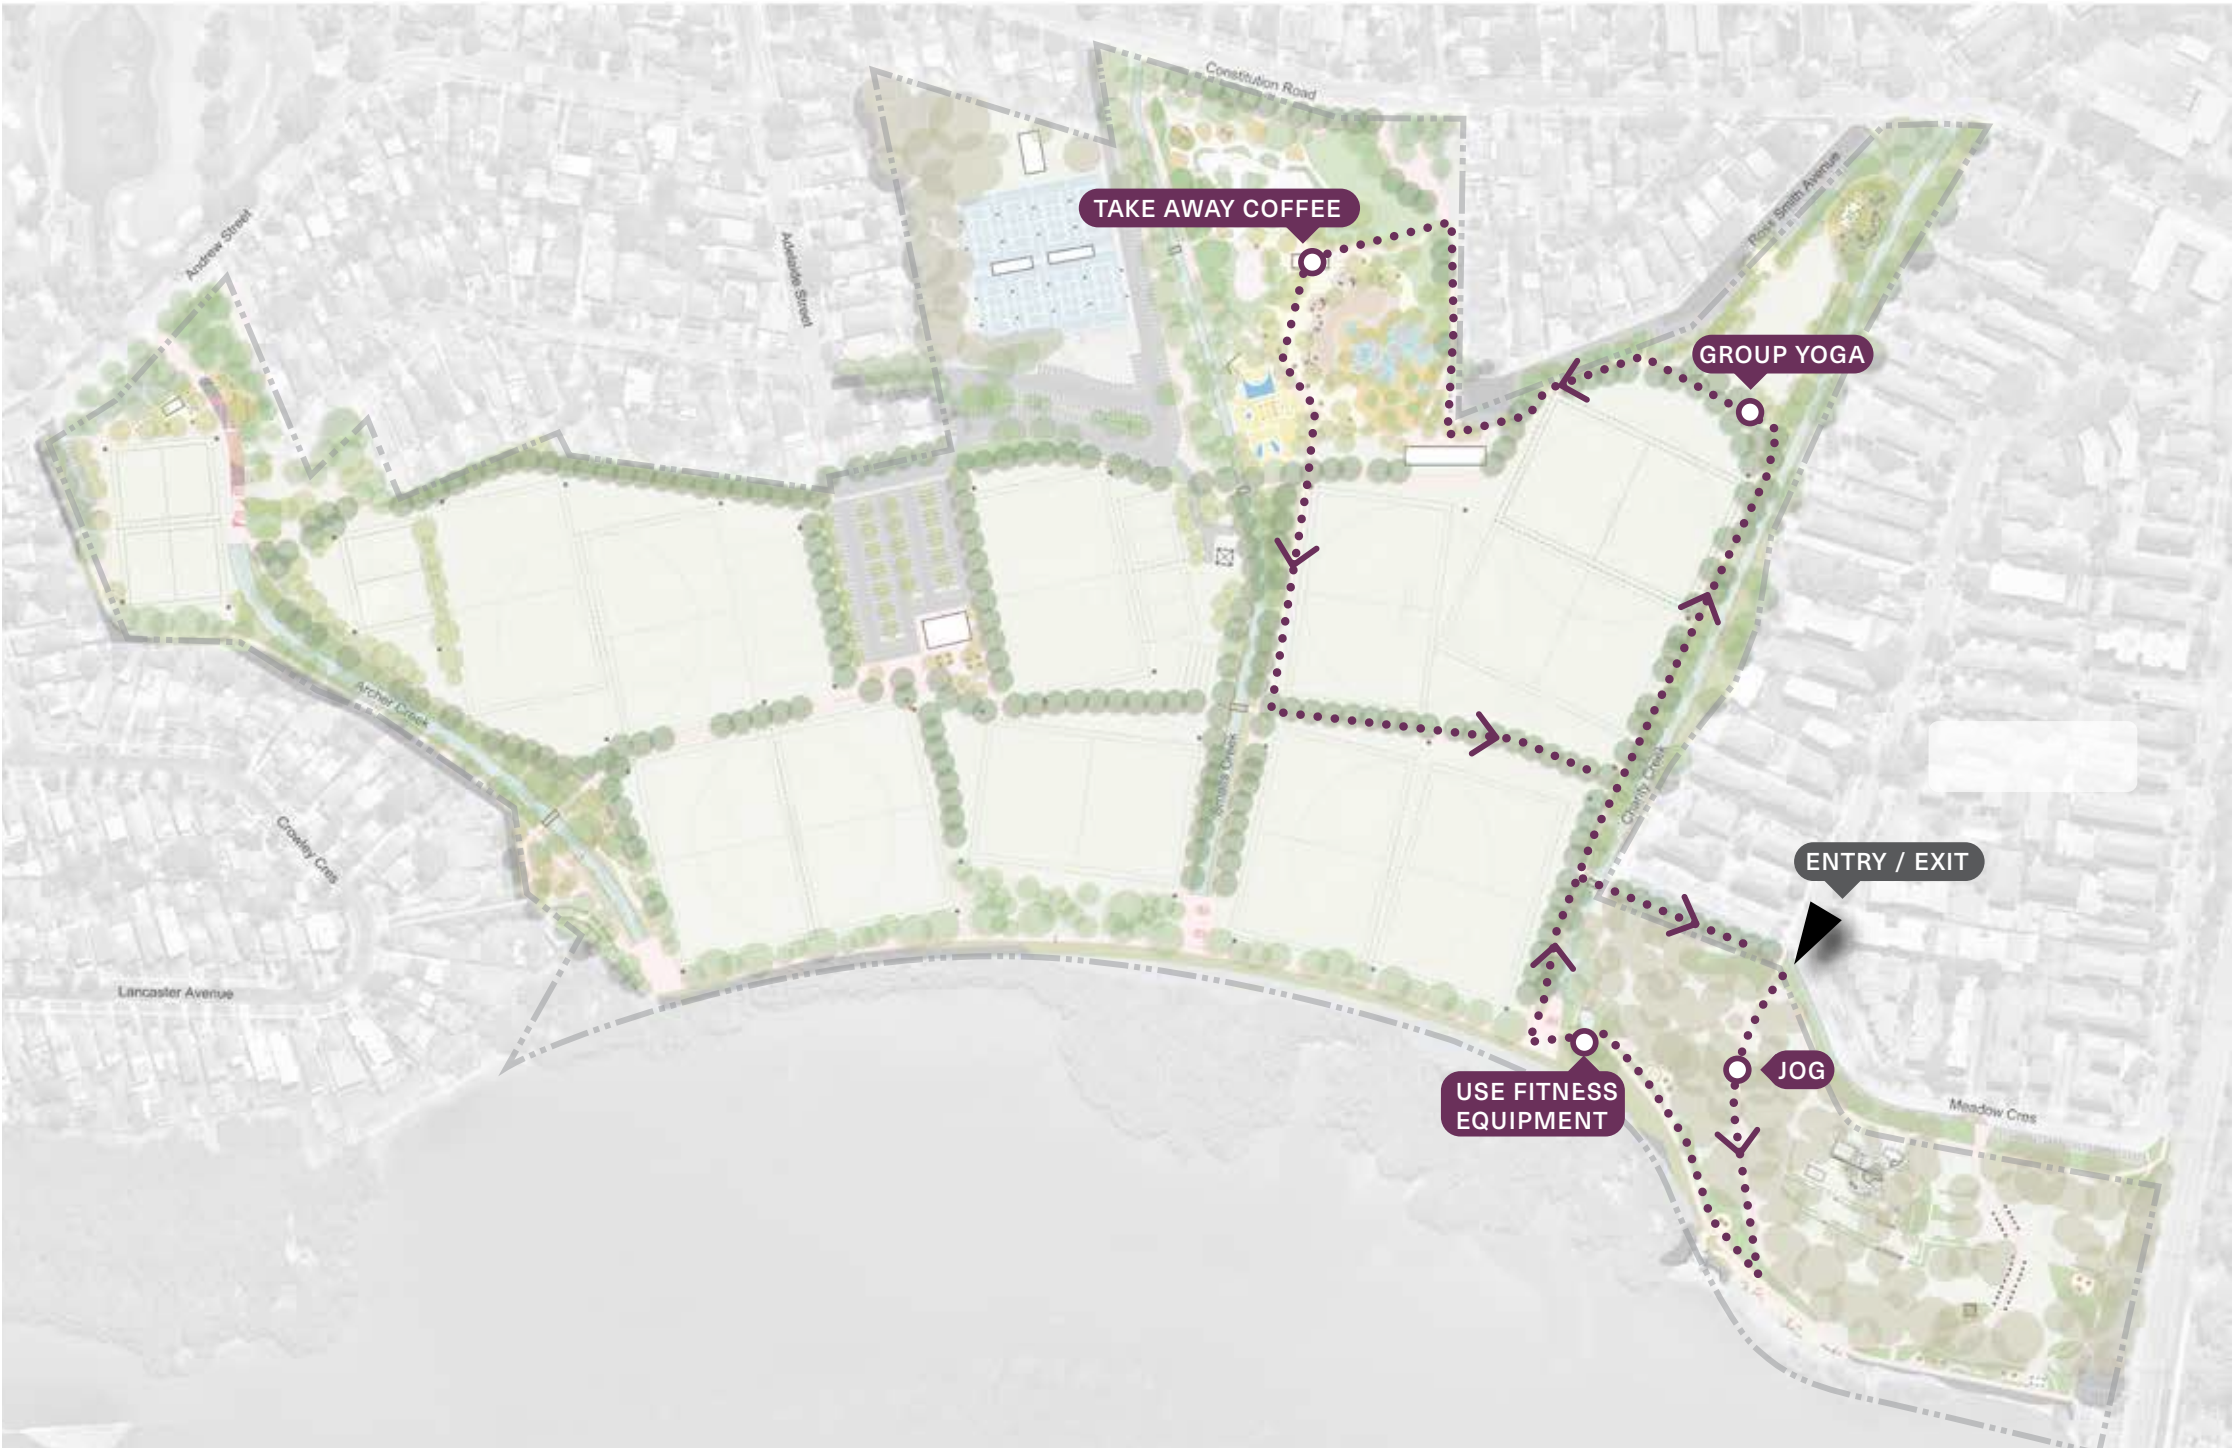 Constitution Road
Ross Smith Avenue
TAKE AWAY COFFEE
Andrew Street
Adelaide Street
GROUP YOGA
Archer Creek
Charity Creek
Crowley Cres
ENTRY / EXIT
Lancaster Avenue
JOG
USE FITNESS
EQUIPMENT
Meadow Cres